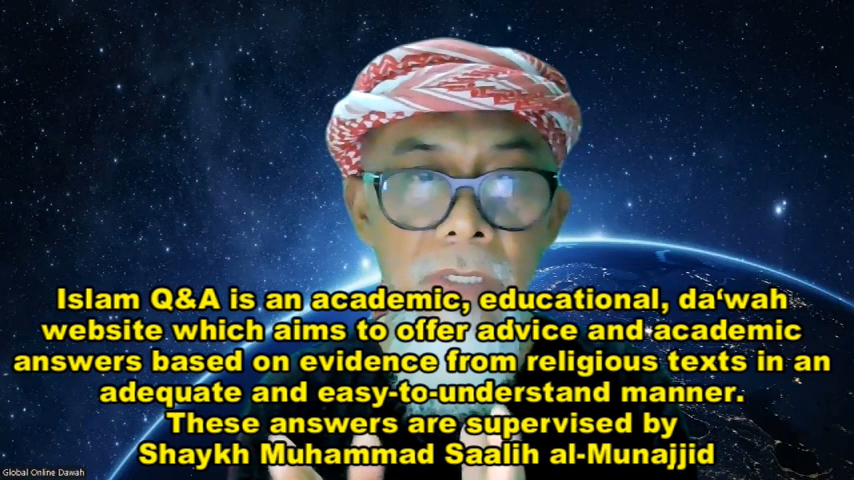 Islam Q&A is an academic, educational, da‘wah
website which aims to offer advice and academic
answers based on evidence from religious texts in an
adequate and easy-to-understand manner.
These answers are supervised by
Shaykh Muhammad Saalih al-Munajjid
Global Online Dawah